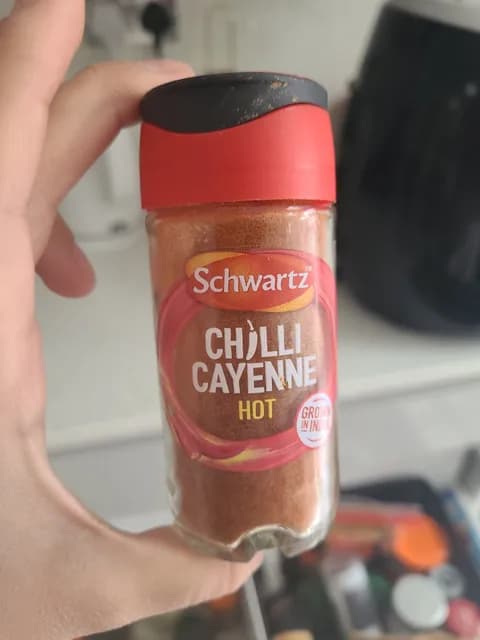 Schwartz
CHILLI
CAYENNE
HOT
GROWN
IN INDIA